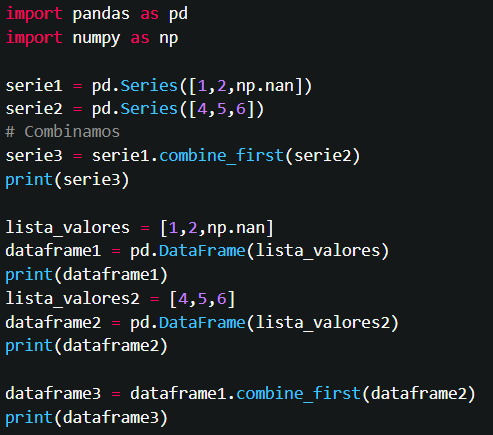 import pandas as pd
import numpy as np
serie1 = pd.Series([1,2,np.nan])
serie2 = pd.Series([4,5,6])
# Combinamos
serie3 = serie1.combine_first(serie2)
print(serie3)
lista_valores = [1,2,np.nan]
dataframe1 = pd.DataFrame(lista_valores)
print(dataframe1)
lista_valores2 = [4,5,6]
dataframe2 = pd.DataFrame(lista_valores2)
print(dataframe2)
dataframe3 = dataframe1.combine_first(dataframe2)
print(dataframe3)